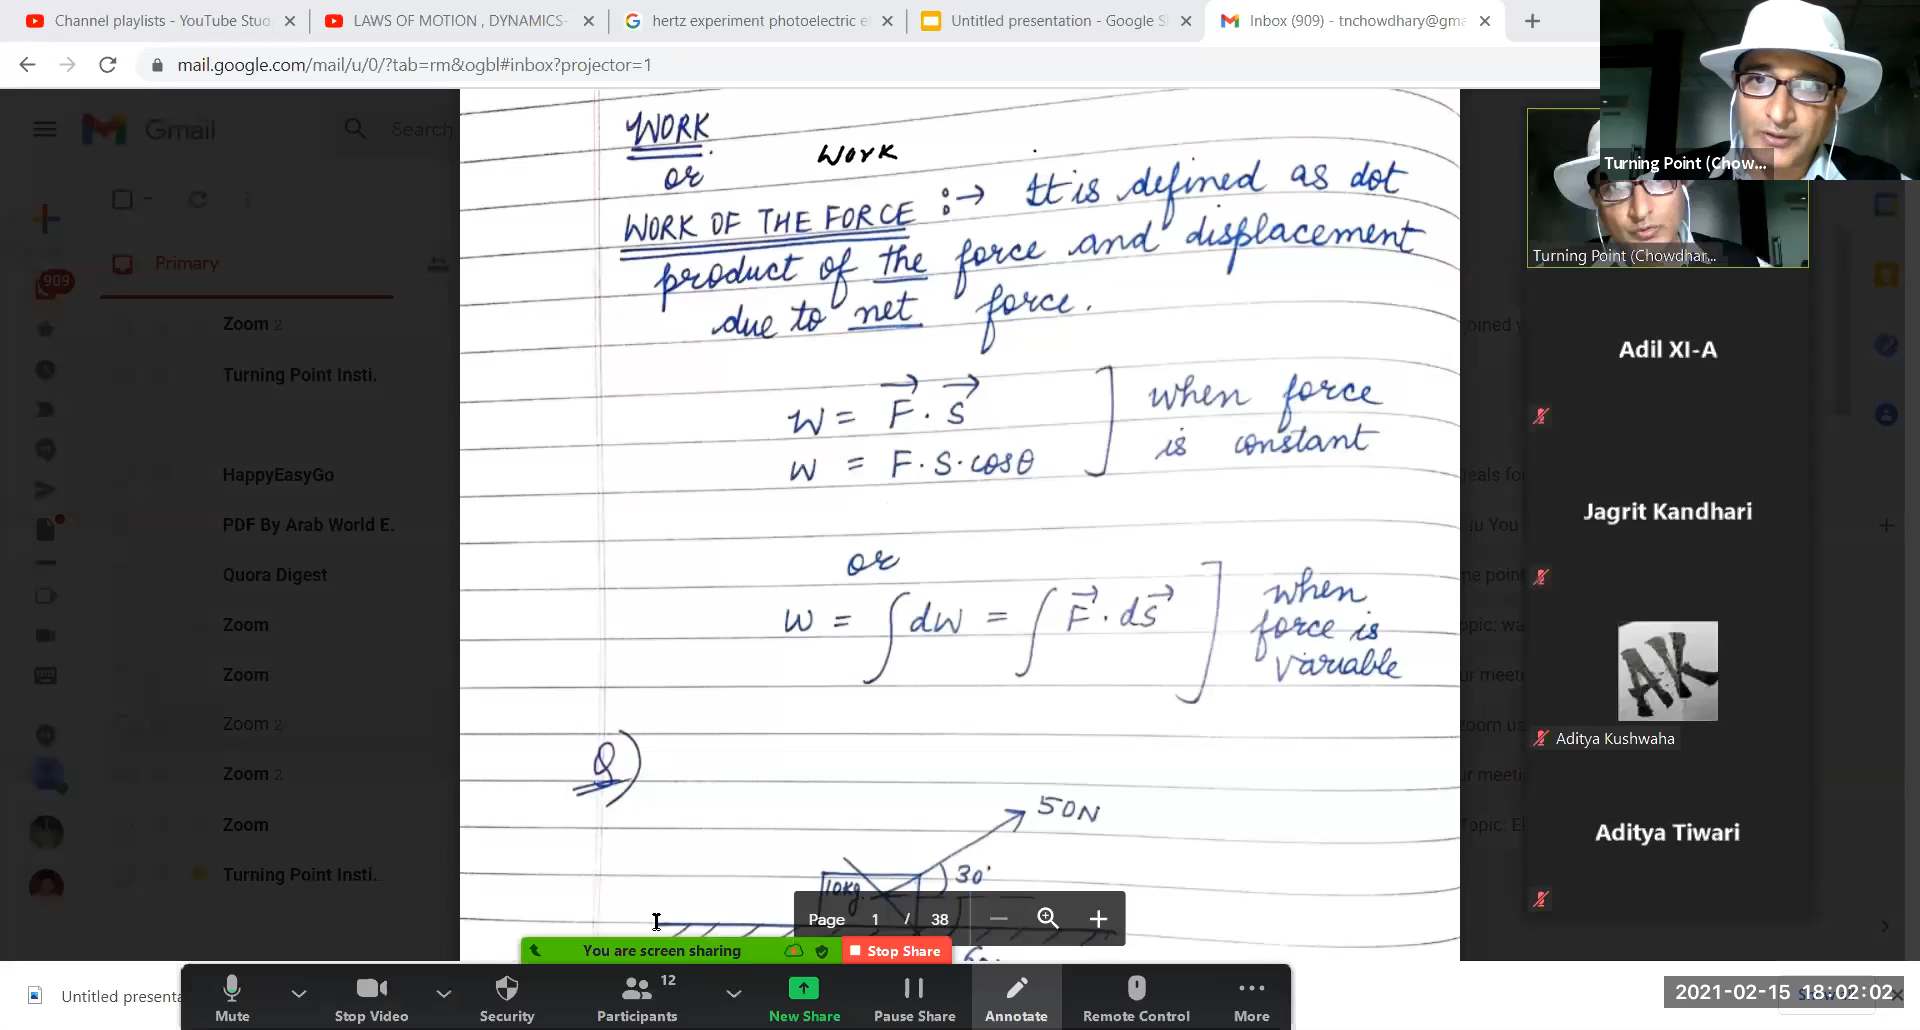 Channel playlists - YouTube Stud
LAWS OF MOTION , DYNAMICS-
hertz experiment photoelectric e
Untitled presentation - Google S
Inbox (909) - tnchowdhary@gma
mail.google.com/mail/u/0/?tab=rm&ogbl#inbox?projector=1
Gmail
Search
Primary
909
Zoom 2
Turning Point Insti.
HappyEasyGo
PDF By Arab World E.
Quora Digest
Zoom
Zoom
Zoom 2
Zoom 2
Zoom
Turning Point Insti.
WORK
Work
or
WORK OF THE FORCE :→ It is defined as dot
product of the force and displacement
due to net force.
W = F⃗ . S⃗
W = F . S . cosθ
when force
is constant
or
W = ∫dW = ∫F⃗ . dS⃗
when
force is
variable
Q)
50N
30°
10kg.
Page 1 / 38
You are screen sharing
Stop Share
Turning Point (Chow...
Turning Point (Chowdhar...
Adil XI-A
Jagrit Kandhari
AK
Aditya Kushwaha
Aditya Tiwari
Untitled presenta
Mute
Stop Video
Security
12
Participants
New Share
Pause Share
Annotate
Remote Control
More
2021-02-15 18:02:02